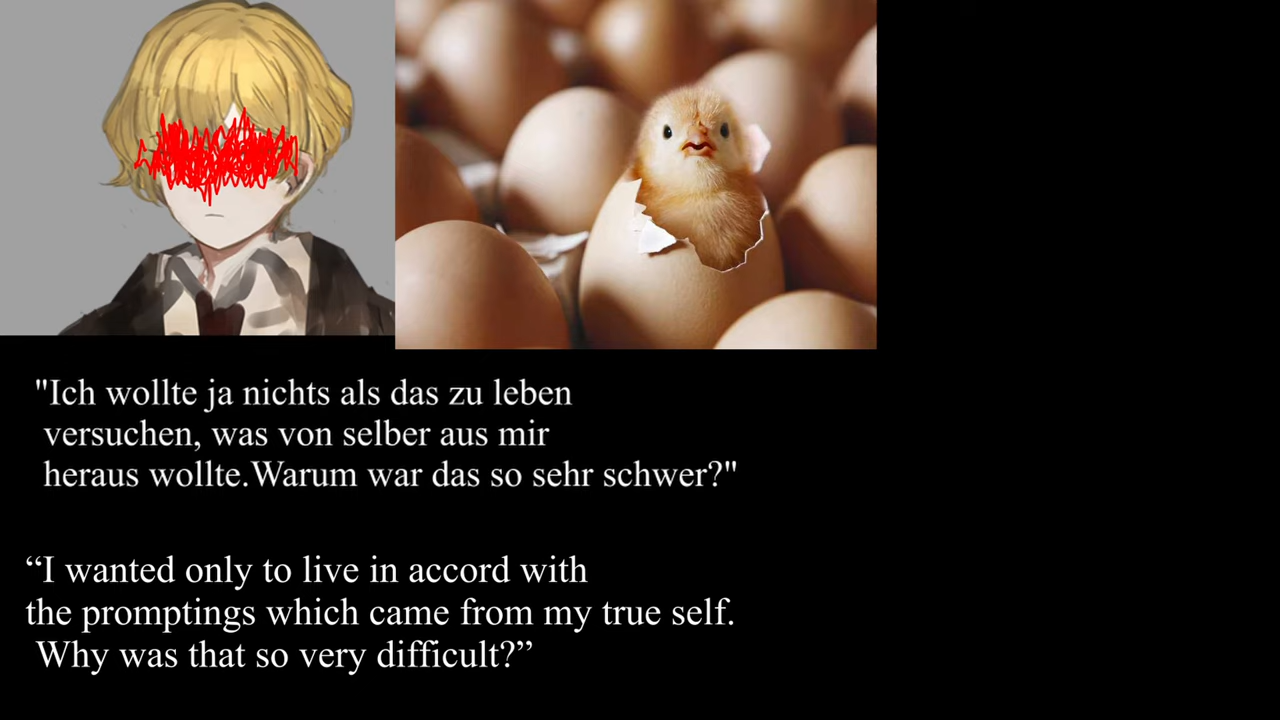 "Ich wollte ja nichts als das zu leben
versuchen, was von selber aus mir
heraus wollte.Warum war das so sehr schwer?"
“I wanted only to live in accord with
the promptings which came from my true self.
Why was that so very difficult?”